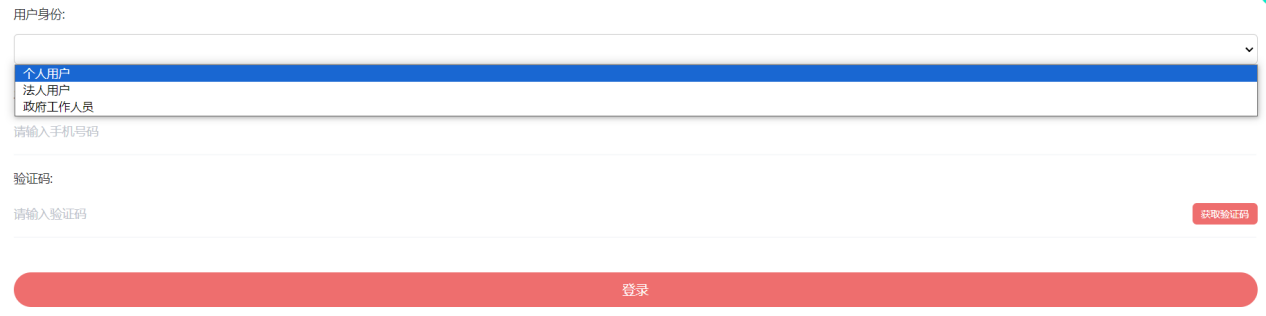 用户身份:
个人用户
法人用户
政府工作人员
请输入手机号码
验证码:
请输入验证码
获取验证码
登录